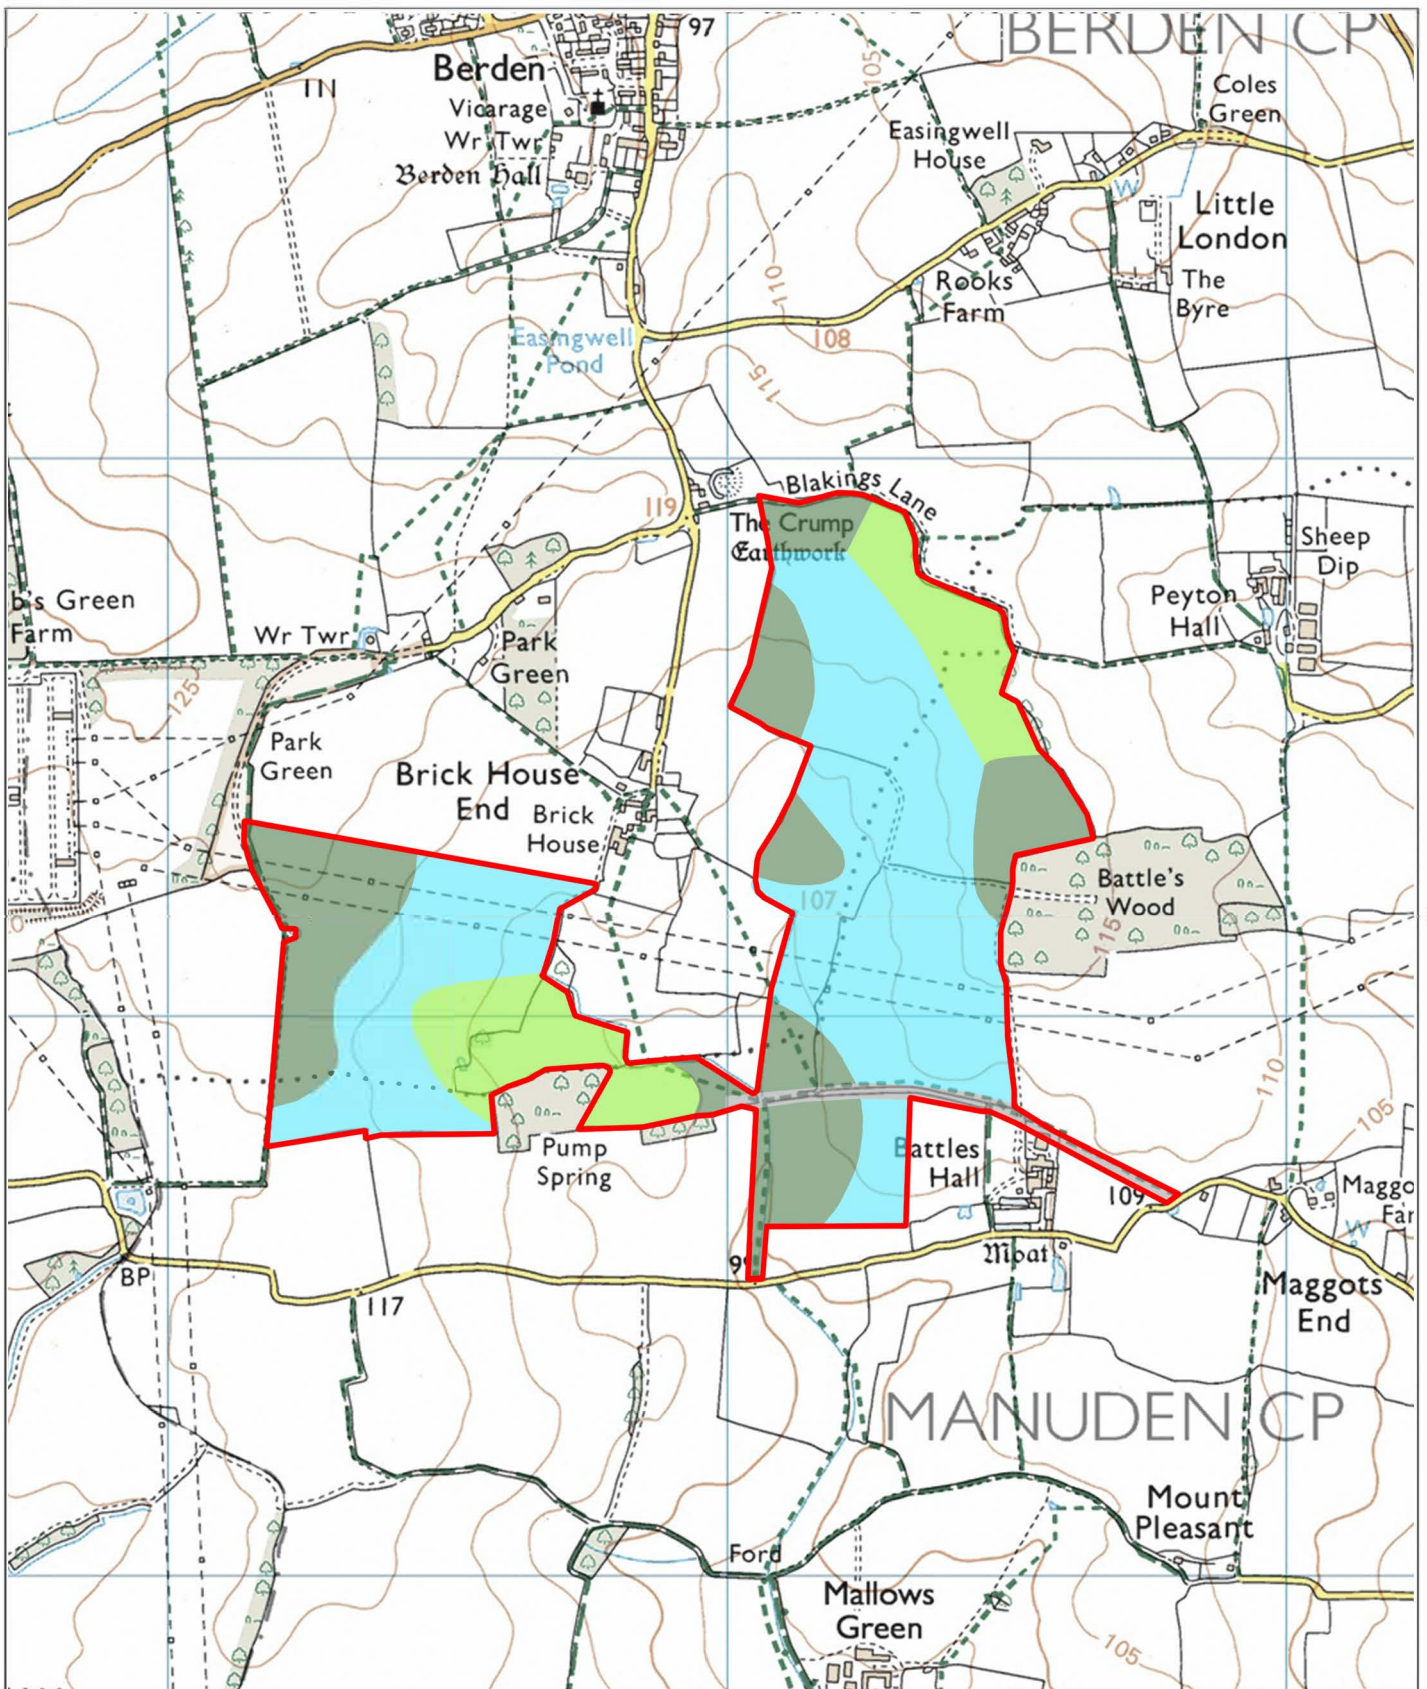 97
BERDEN CP
Berden
Vicarage
Wr Twr
Berden Hall
111
105
Coles
Green
Easingwell
House
W
Little
London
The
Byre
Rooks
Farm
110
108
115
Easingwell
Pond
119
Blakings Lane
The Crump
Earthwork
Sheep
Dip
Peyton
Hall
b's Green
Farm
Wr Twr
125
Park
Green
Park
Green
Brick House
End
Brick
House
107
Battle's
Wood
115
110
105
Pump
Spring
Battles
Hall
109
Moat
Maggo
Far
W
Maggots
End
BP
117
99
MANUDEN CP
Mount
Pleasant
Ford
Mallows
Green
105